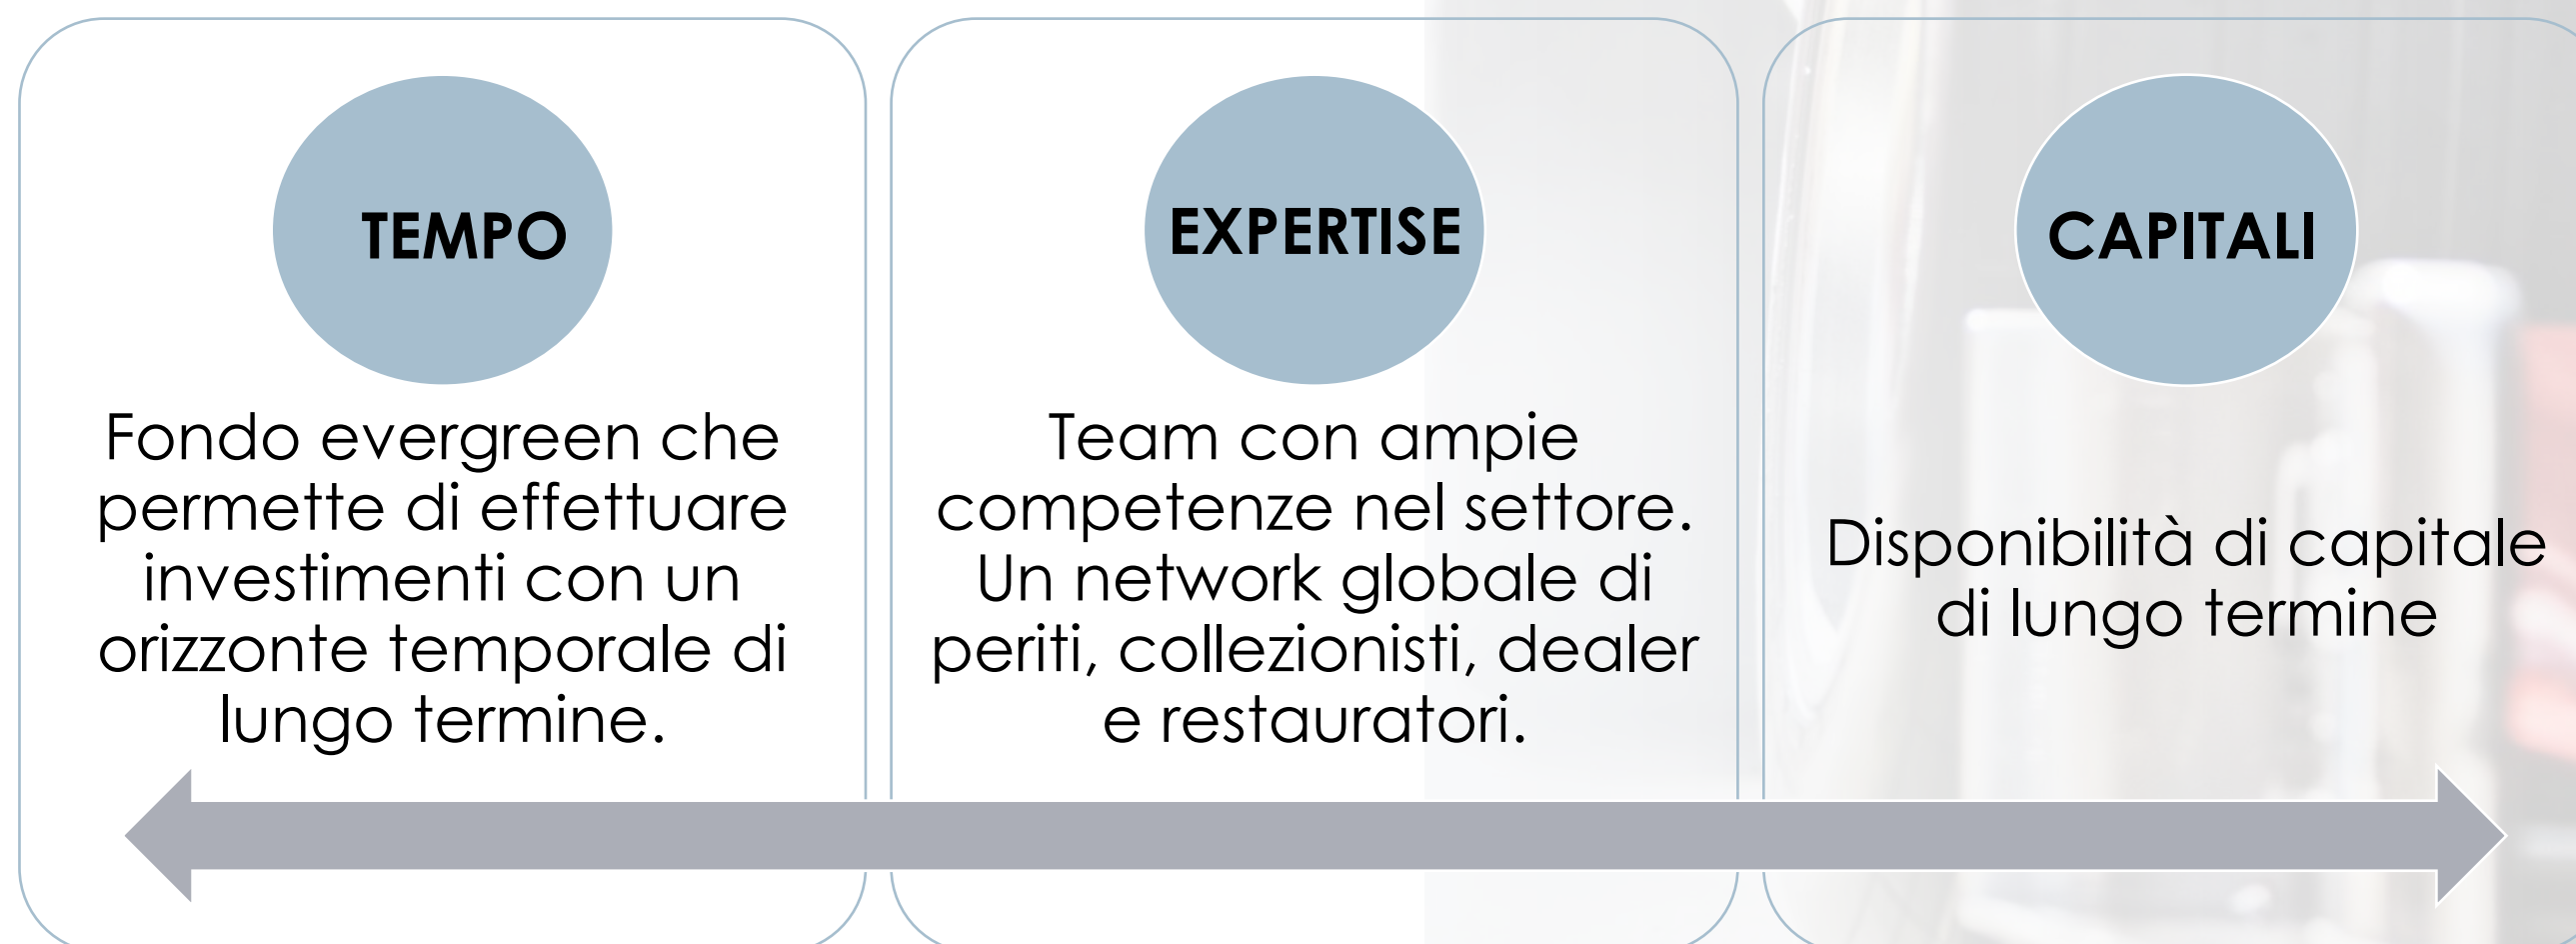 TEMPO
Fondo evergreen che
permette di effettuare
investimenti con un
orizzonte temporale di
lungo termine.
EXPERTISE
Team con ampie
competenze nel settore.
Un network globale di
periti, collezionisti, dealer
e restauratori.
CAPITALI
Disponibilità di capitale
di lungo termine